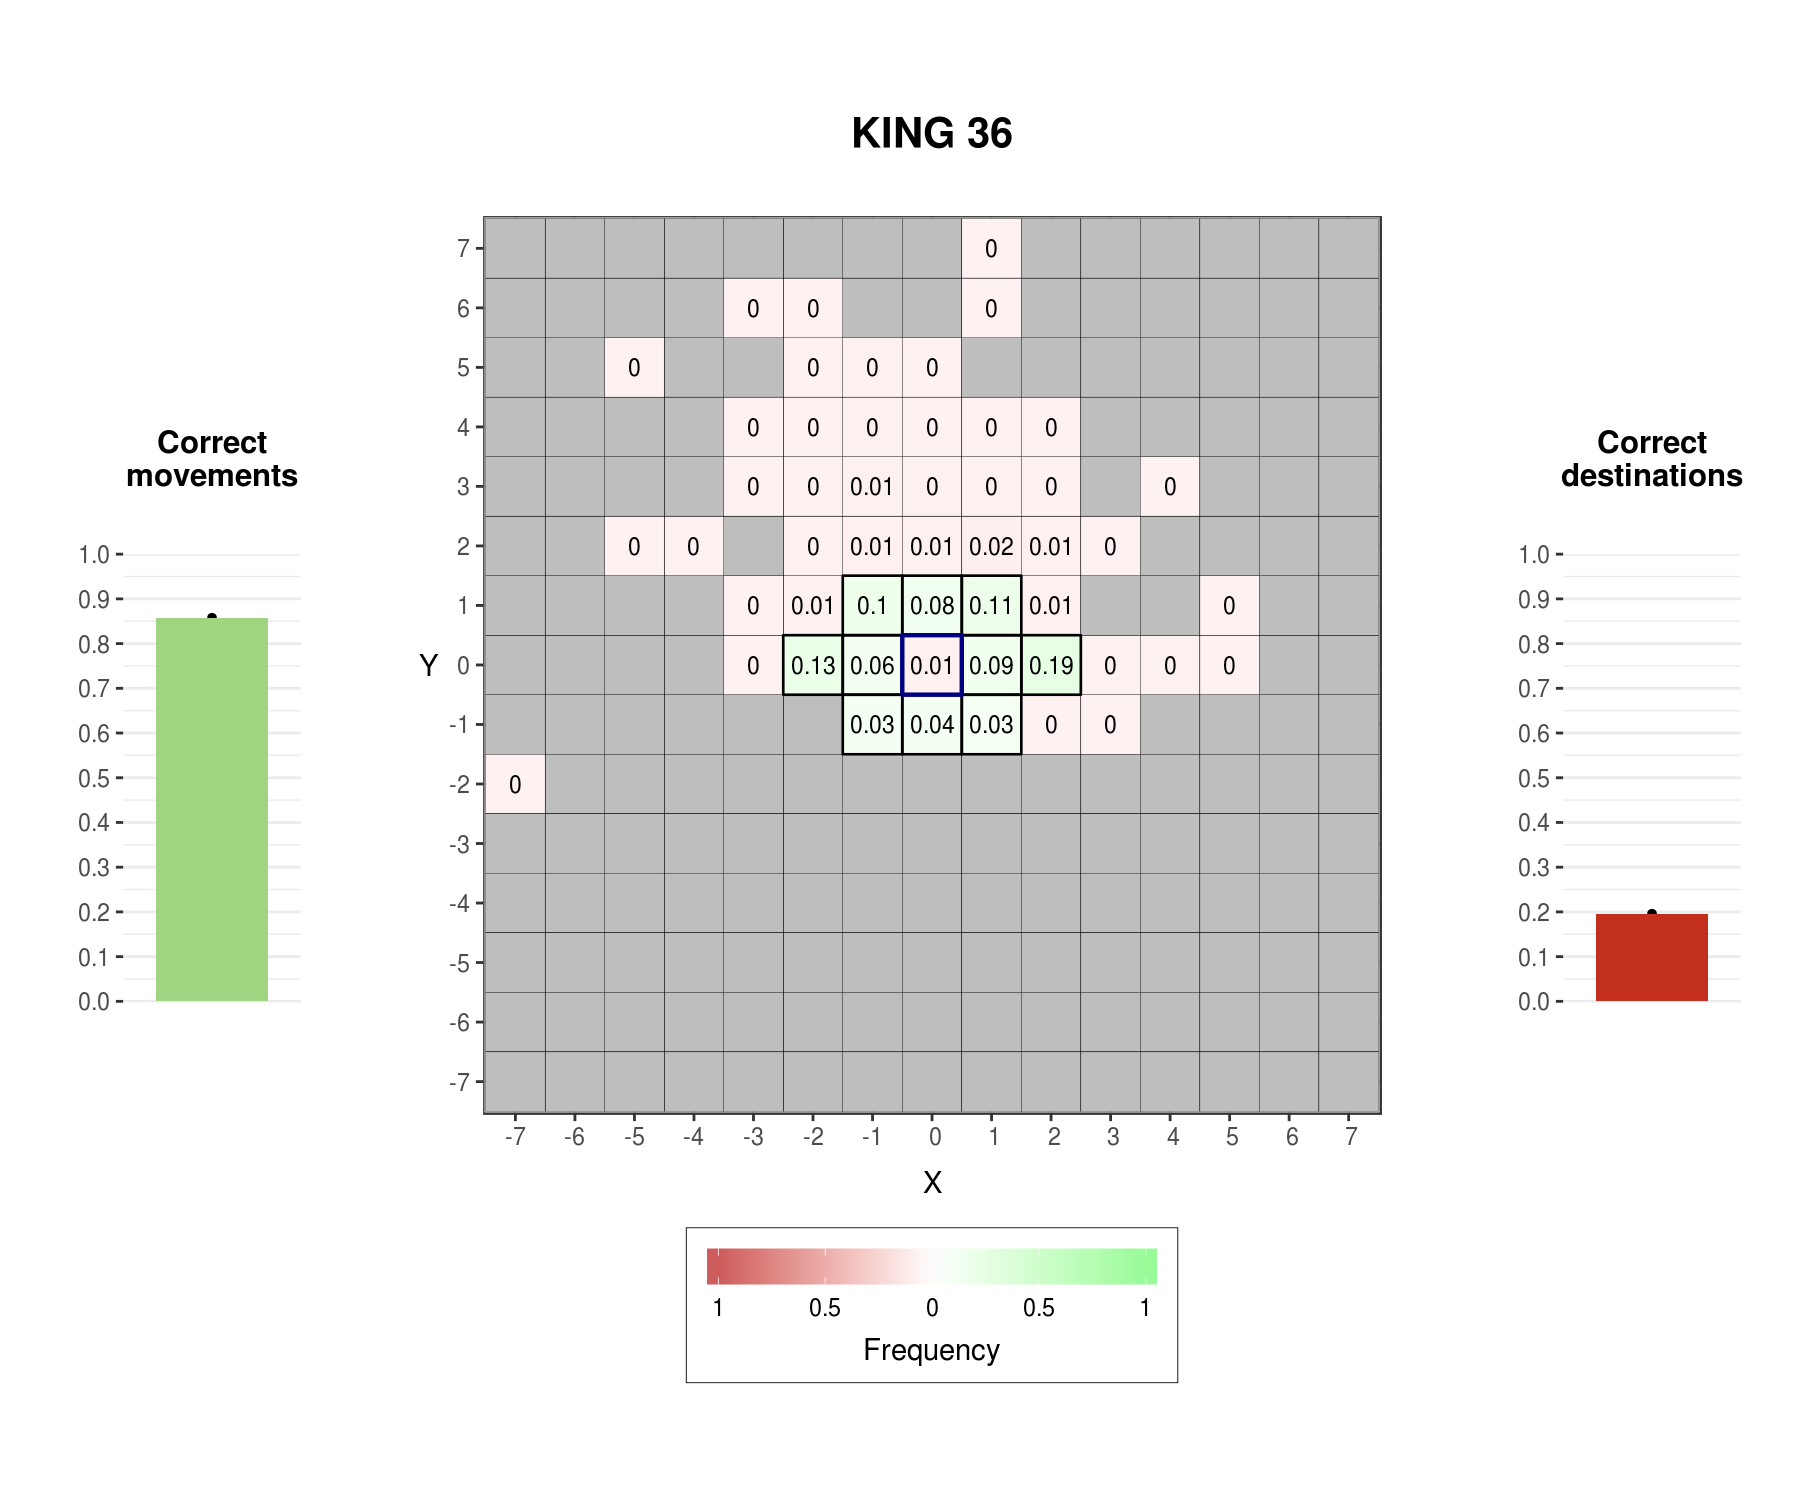 KING 36
Correct
movements
1.0
0.9
0.8
0.7
0.6
0.5
0.4
0.3
0.2
0.1
0.0
Y
7 0
6 0 0 0
5 0 0 0 0
4 0 0 0 0 0 0
3 0 0 0.01 0 0 0 0
2 0 0 0 0.01 0.01 0.02 0.01 0
1 0 0.01 0.1 0.08 0.11 0.01 0
0 0 0.13 0.06 0.01 0.09 0.19 0 0 0
-1 0.03 0.04 0.03 0 0
-2 0
-3
-4
-5
-6
-7
-7 -6 -5 -4 -3 -2 -1 0 1 2 3 4 5 6 7
X
1 0.5 0 0.5 1
Frequency
Correct
destinations
1.0
0.9
0.8
0.7
0.6
0.5
0.4
0.3
0.2
0.1
0.0